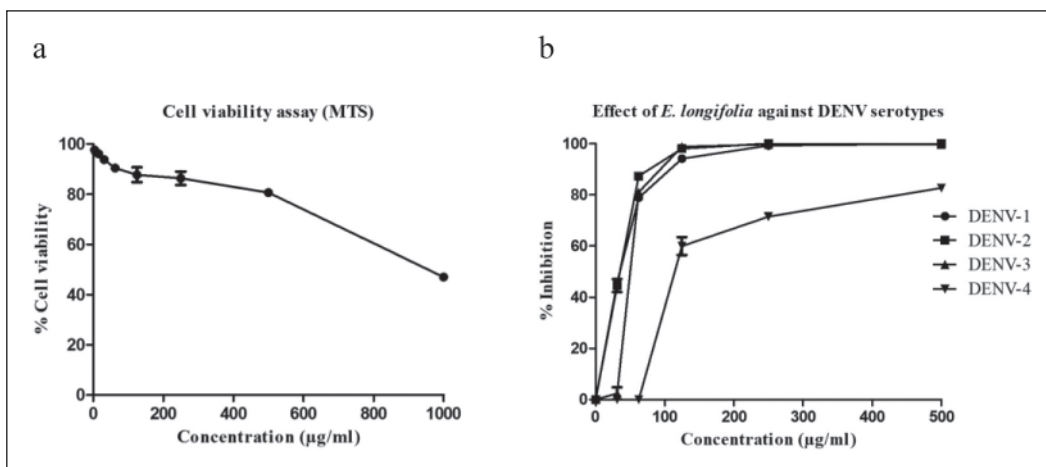 a
Cell viability assay (MTS)
100
80
60
40
20
0
% Cell viability
0 200 400 600 800 1000
Concentration (µg/ml)
b
Effect of E. longifolia against DENV serotypes
100
80
60
40
20
0
% Inhibition
0 100 200 300 400 500
Concentration (µg/ml)
DENV-1
DENV-2
DENV-3
DENV-4